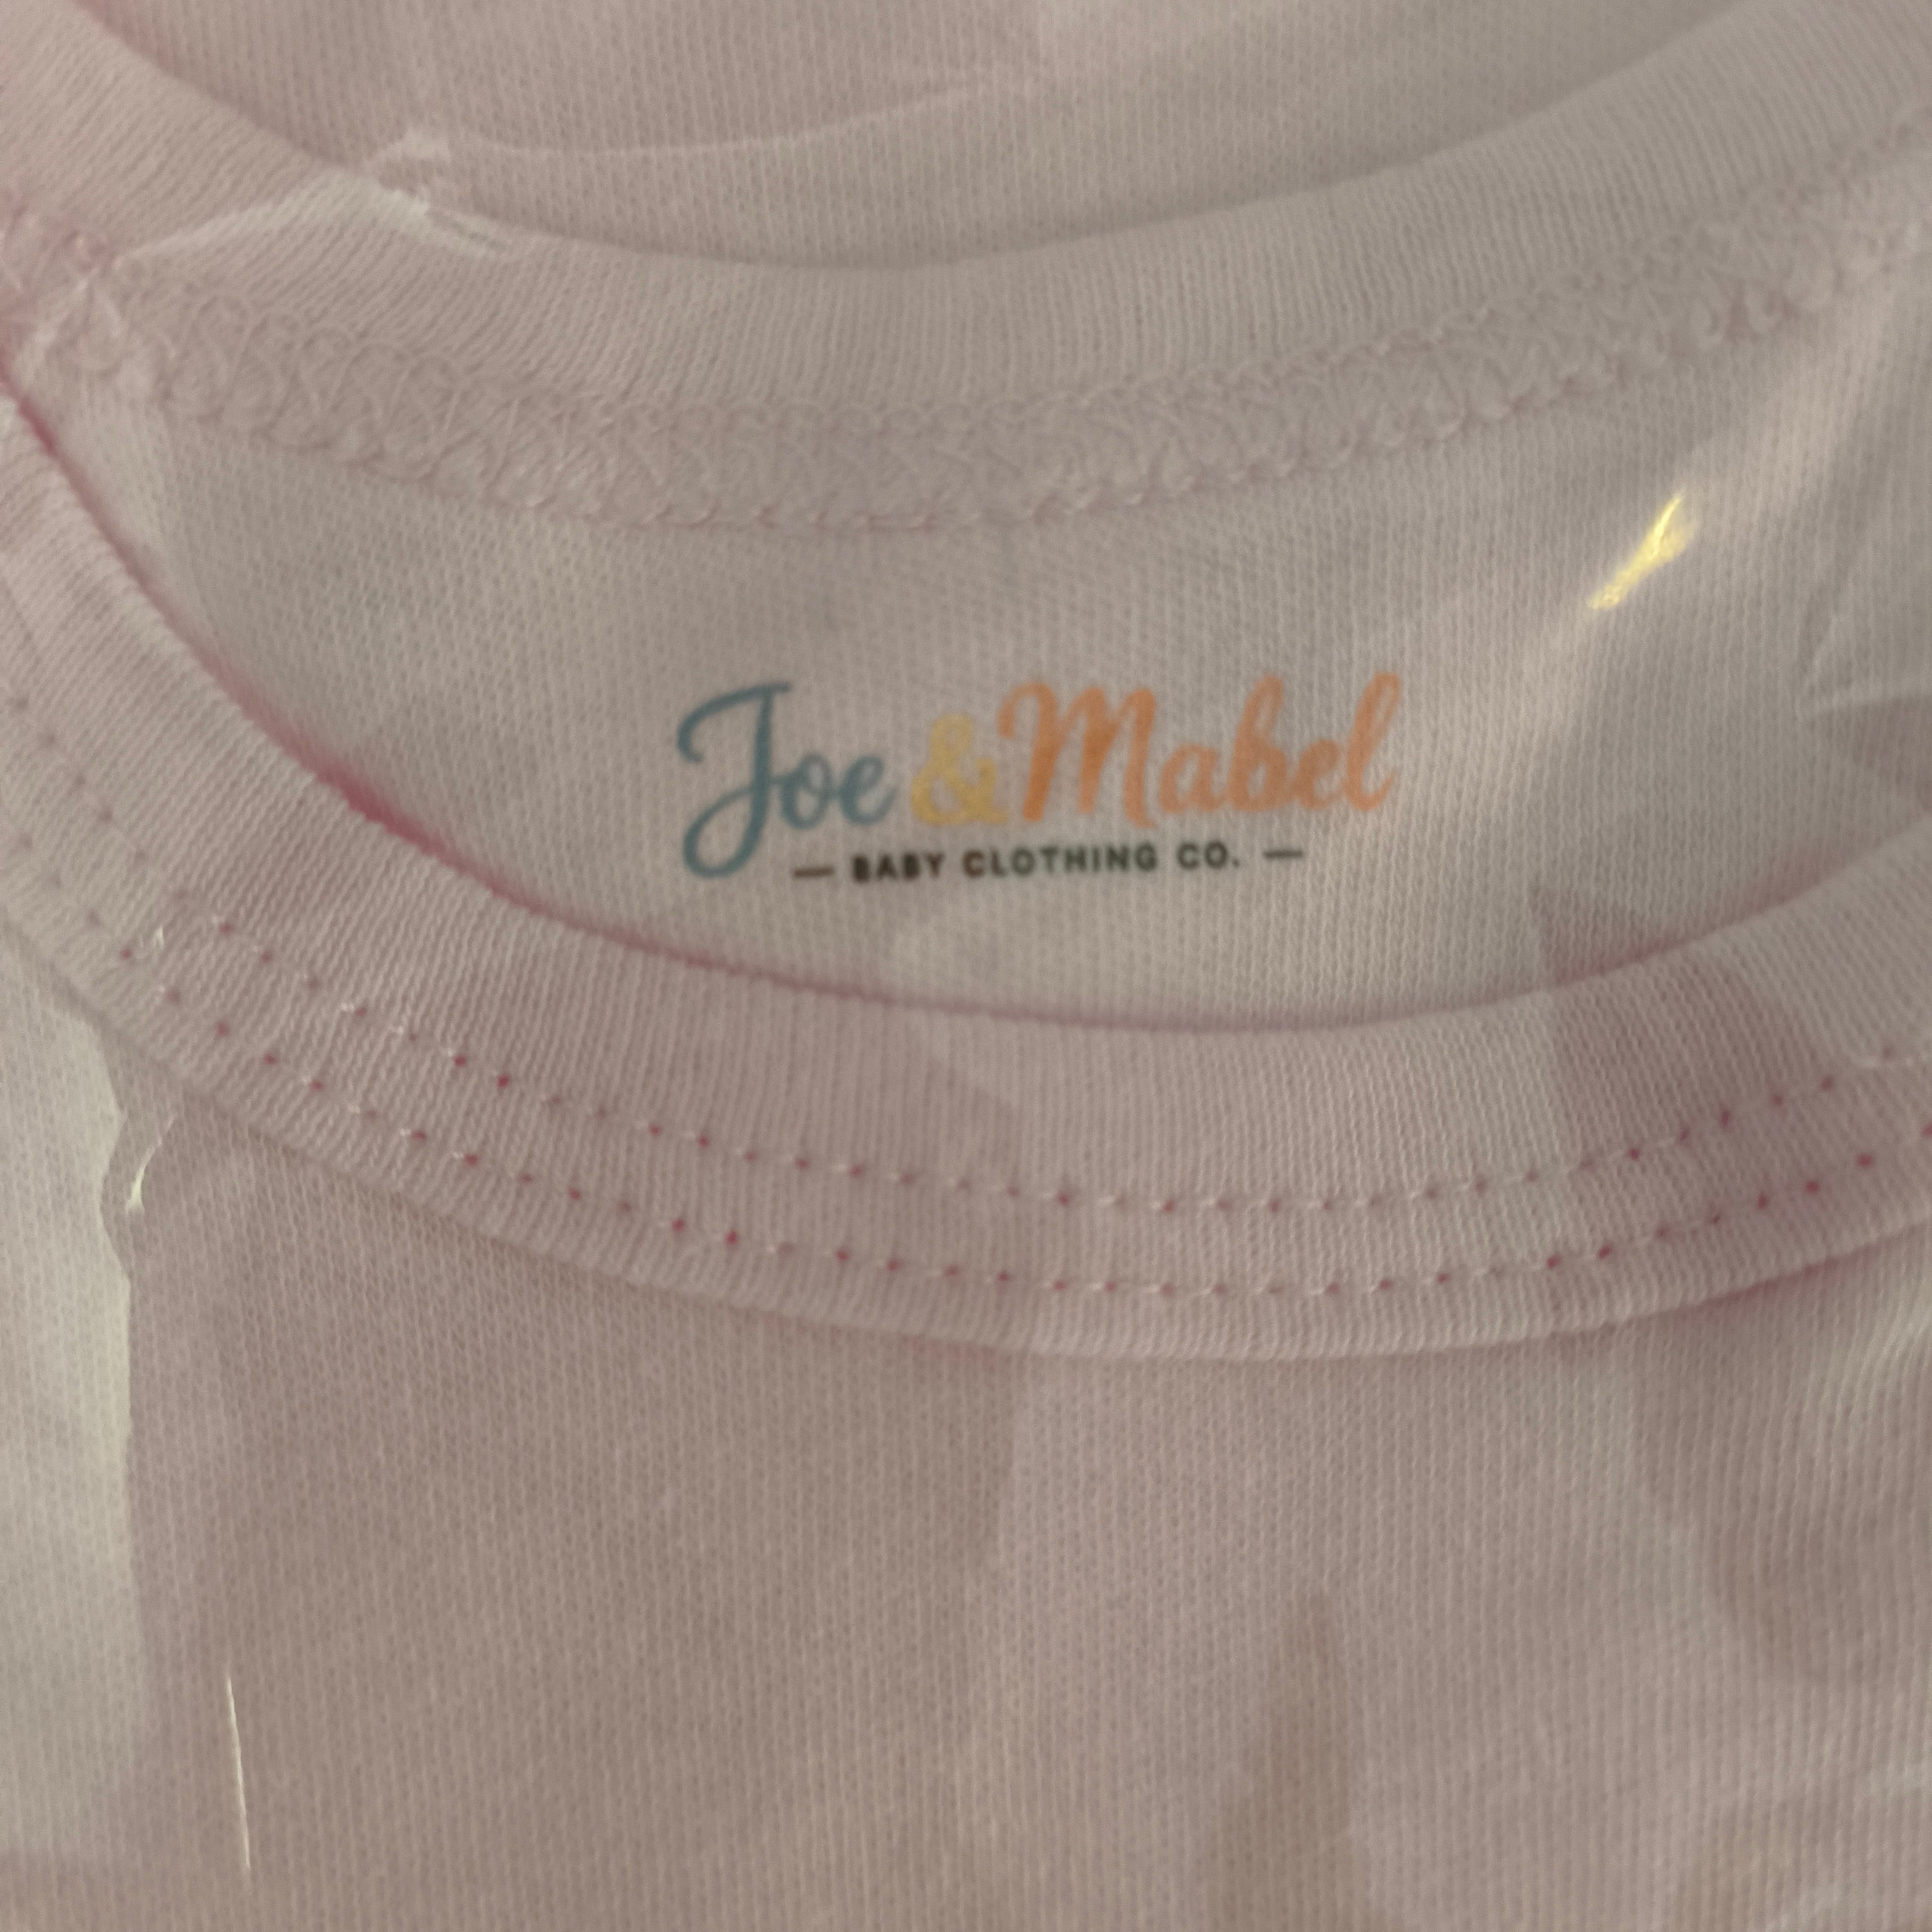 Joe & Mabel
— BABY CLOTHING CO. —